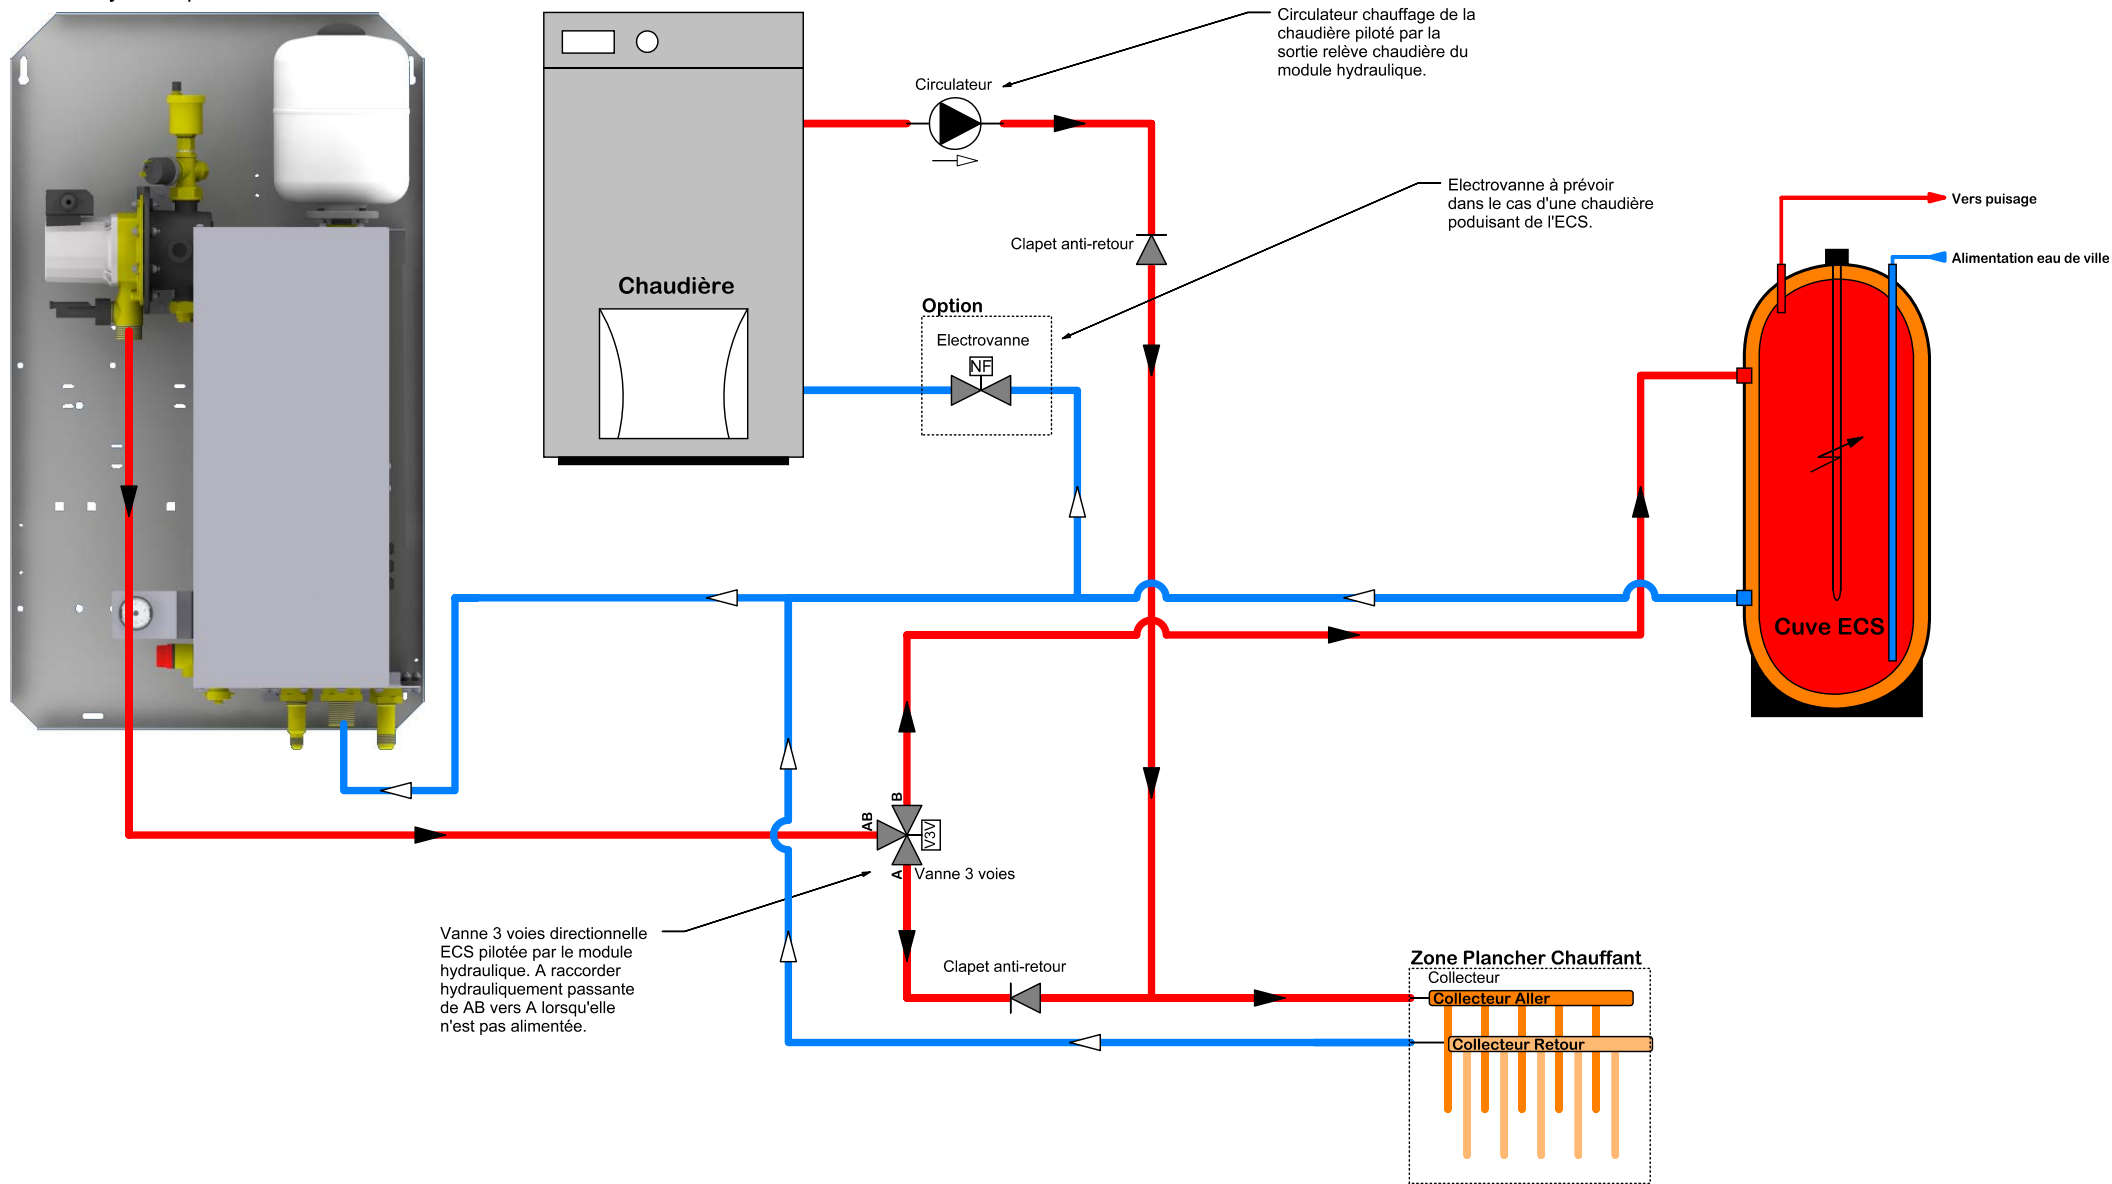 Circulateur chauffage de la
chaudière piloté par la
sortie relève chaudière du
module hydraulique.
Circulateur
Electrovanne à prévoir
dans le cas d'une chaudière
poduisant de l'ECS.
Vers puisage
Clapet anti-retour
Alimentation eau de ville
Chaudière
Option
Electrovanne
NF
Cuve ECS
B
AB
V3V
A
Vanne 3 voies
Vanne 3 voies directionnelle
ECS pilotée par le module
hydraulique. A raccorder
hydrauliquement passante
de AB vers A lorsqu'elle
n'est pas alimentée.
Clapet anti-retour
Zone Plancher Chauffant
Collecteur
Collecteur Aller
Collecteur Retour